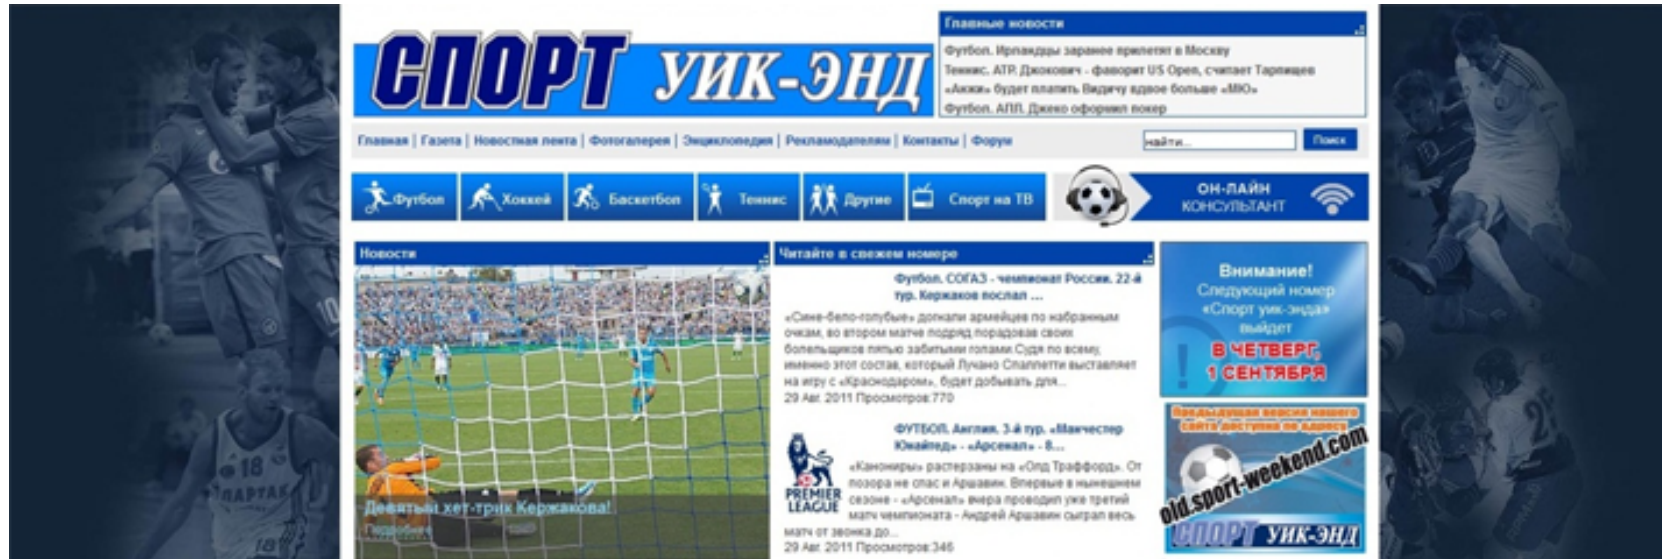 СПОРТ УИК-ЭНД
Главные новости
Футбол. Ирландцы заранее прилетят в Москву
Теннис. АТР. Джокович - фаворит US Open, считает Тарпищев
«Анжи» будет платить Видичу вдвое больше «МЮ»
Футбол. АПЛ. Джеко оформил покер
Главная | Газета | Новостная лента | Фотогалерея | Энциклопедия | Рекламодателям | Контакты | Форум
найти...
Поиск
Футбол
Хоккей
Баскетбол
Теннис
Другие
Спорт на ТВ
ОН-ЛАЙН
КОНСУЛЬТАНТ
Новости
Девятый хет-трик Кержакова!
Подробнее
Читайте в свежем номере
Футбол. СОГАЗ - чемпионат России. 22-й
тур. Кержаков послал ...
«Сине-бело-голубые» догнали армейцев по набранным
очкам, во втором матче подряд порадовав своих
болельщиков пятью забитыми голами.Судя по всему,
именно этот состав, который Лучано Спаллетти выставляет
на игру с «Краснодаром», будет добывать для...
29 Авг. 2011 Просмотров:770
ФУТБОЛ. Англия. 3-й тур. «Манчестер
Юнайтед» - «Арсенал» - 8...
PREMIER
LEAGUE
«Канониры» растерзаны на «Олд Траффорд». От
позора не спас и Аршавин. Впервые в нынешнем
сезоне - «Арсенал» вчера проводил уже третий
матч чемпионата - Андрей Аршавин сыграл весь
матч от звонка до...
29 Авг. 2011 Просмотров:346
Внимание!
Следующий номер
«Спорт уик-энда»
выйдет
В ЧЕТВЕРГ,
1 СЕНТЯБРЯ
Предыдущая версия нашего
сайта доступна по адресу
old.sport-weekend.com
СПОРТ УИК-ЭНД
10
18
ПАРТАК
18